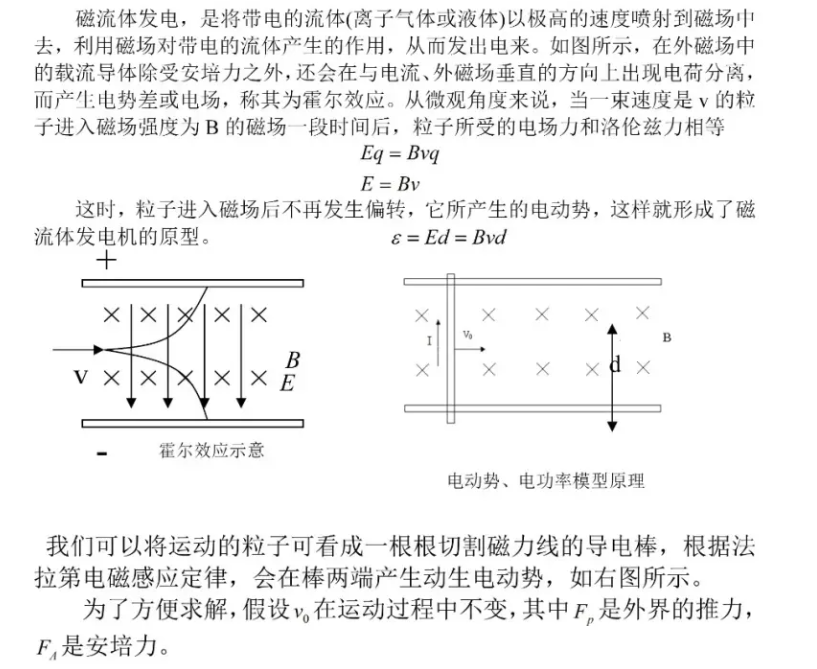 磁流体发电，是将带电的流体(离子气体或液体)以极高的速度喷射到磁场中
去，利用磁场对带电的流体产生的作用，从而发出电来。如图所示，在外磁场中
的载流导体除受安培力之外，还会在与电流、外磁场垂直的方向上出现电荷分离，
而产生电势差或电场，称其为霍尔效应。从微观角度来说，当一束速度是 v 的粒
子进入磁场强度为 B 的磁场一段时间后，粒子所受的电场力和洛伦兹力相等
Eq = Bvq
E = Bv
这时，粒子进入磁场后不再发生偏转，它所产生的电动势，这样就形成了磁
流体发电机的原型。 ε = Ed = Bvd
+
V
B
E
-
霍尔效应示意
I
V₀
d
B
电动势、电功率模型原理
我们可以将运动的粒子可看成一根根切割磁力线的导电棒，根据法
拉第电磁感应定律，会在棒两端产生动生电动势，如右图所示。
为了方便求解，假设 v₀ 在运动过程中不变，其中 Fₚ 是外界的推力，
F_A 是安培力。